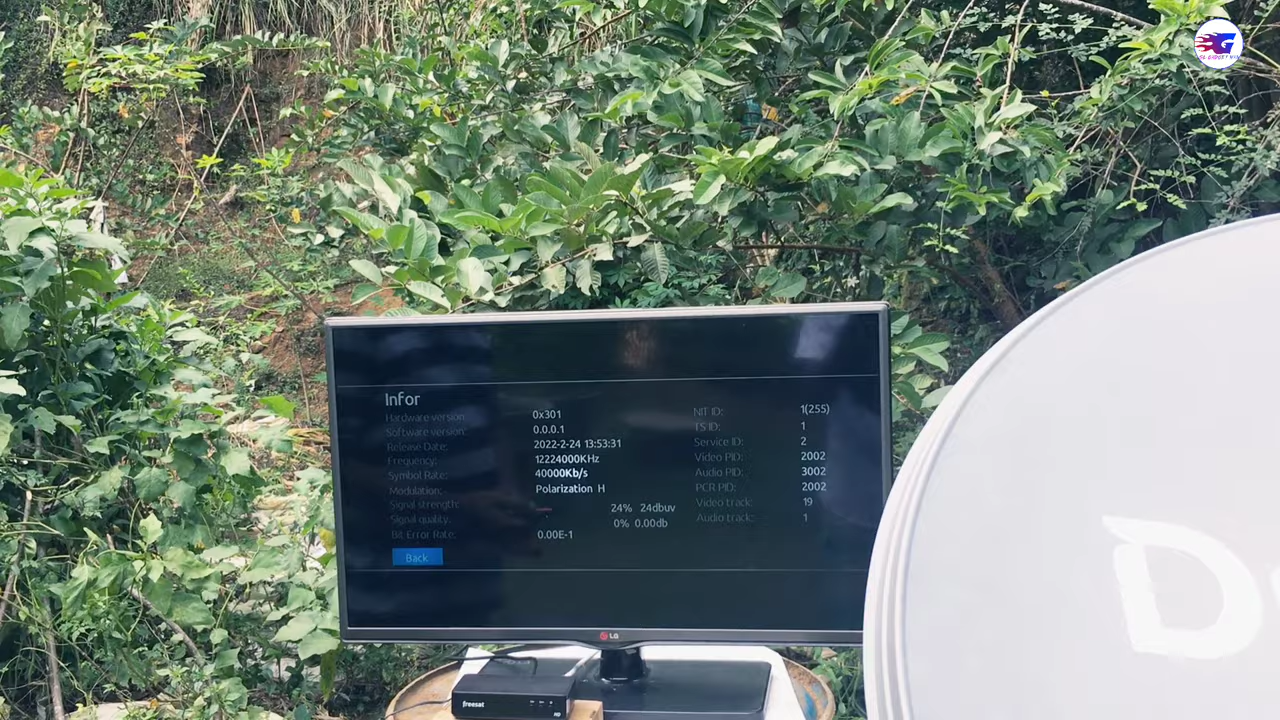 Infor
Hardware version: 0x301
Software version: 0.0.0.1
Release Date: 2022-2-24 13:53:31
Frequency: 12224000KHz
Symbol Rate: 40000Kb/s
Modulation: Polarization H
Signal strength: 24% 24dbuv
Signal quality: 0% 0.00db
Bit Error Rate: 0.00E-1
Back
NIT ID: 1(255)
TS ID: 1
Service ID: 2
Video PID: 2002
Audio PID: 3002
PCR PID: 2002
Video track: 19
Audio track: 1
LG
freesat
HD
D
G